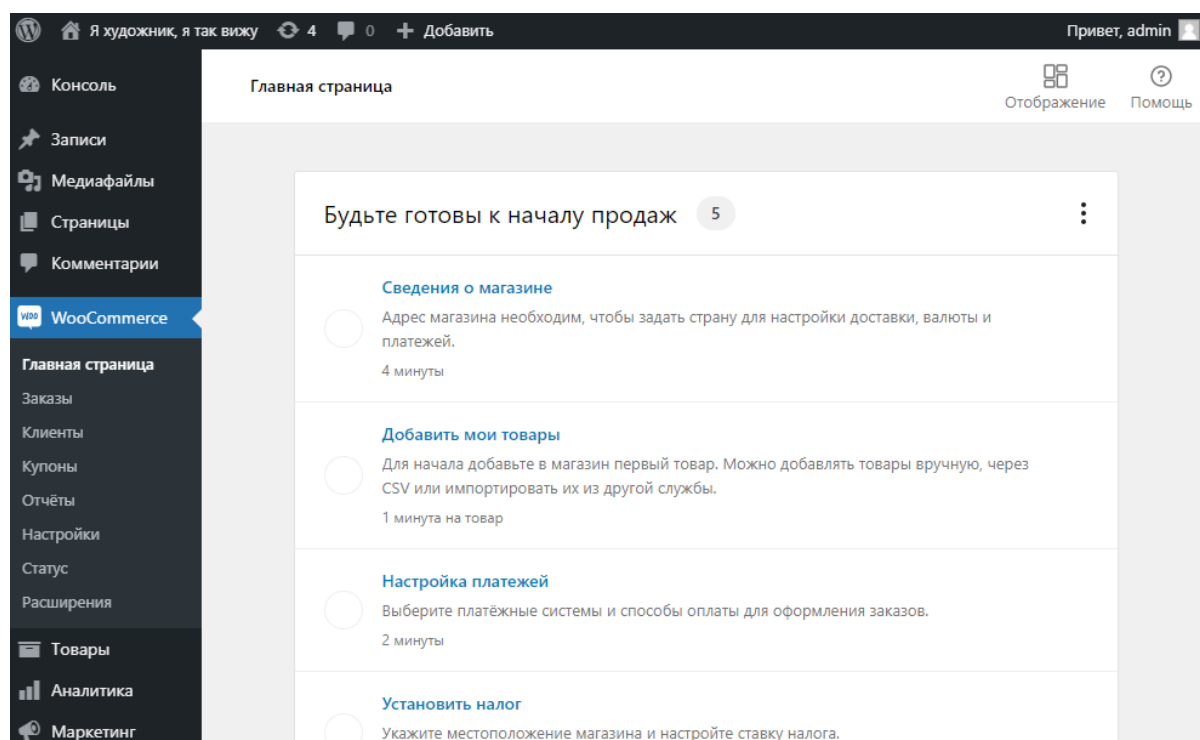 Я художник, я так вижу 4 0 + Добавить Привет, admin
Консоль
Записи
Медиафайлы
Страницы
Комментарии
Woo WooCommerce
Главная страница
Заказы
Клиенты
Купоны
Отчёты
Настройки
Статус
Расширения
Товары
Аналитика
Маркетинг
Главная страница
Отображение
Помощь
Будьте готовы к началу продаж 5
Сведения о магазине
Адрес магазина необходим, чтобы задать страну для настройки доставки, валюты и
платежей.
4 минуты
Добавить мои товары
Для начала добавьте в магазин первый товар. Можно добавлять товары вручную, через
CSV или импортировать их из другой службы.
1 минута на товар
Настройка платежей
Выберите платёжные системы и способы оплаты для оформления заказов.
2 минуты
Установить налог
Укажите местоположение магазина и настройте ставку налога.